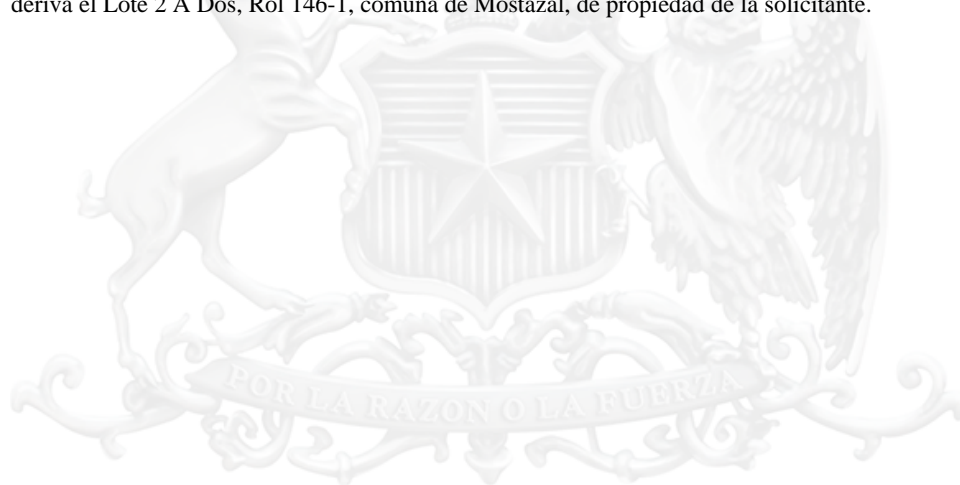 deriva el Lote 2 A Dos, Rol 146-1, comuna de Mostazal, de propiedad de la solicitante.
POR LA RAZON O LA FUERZA